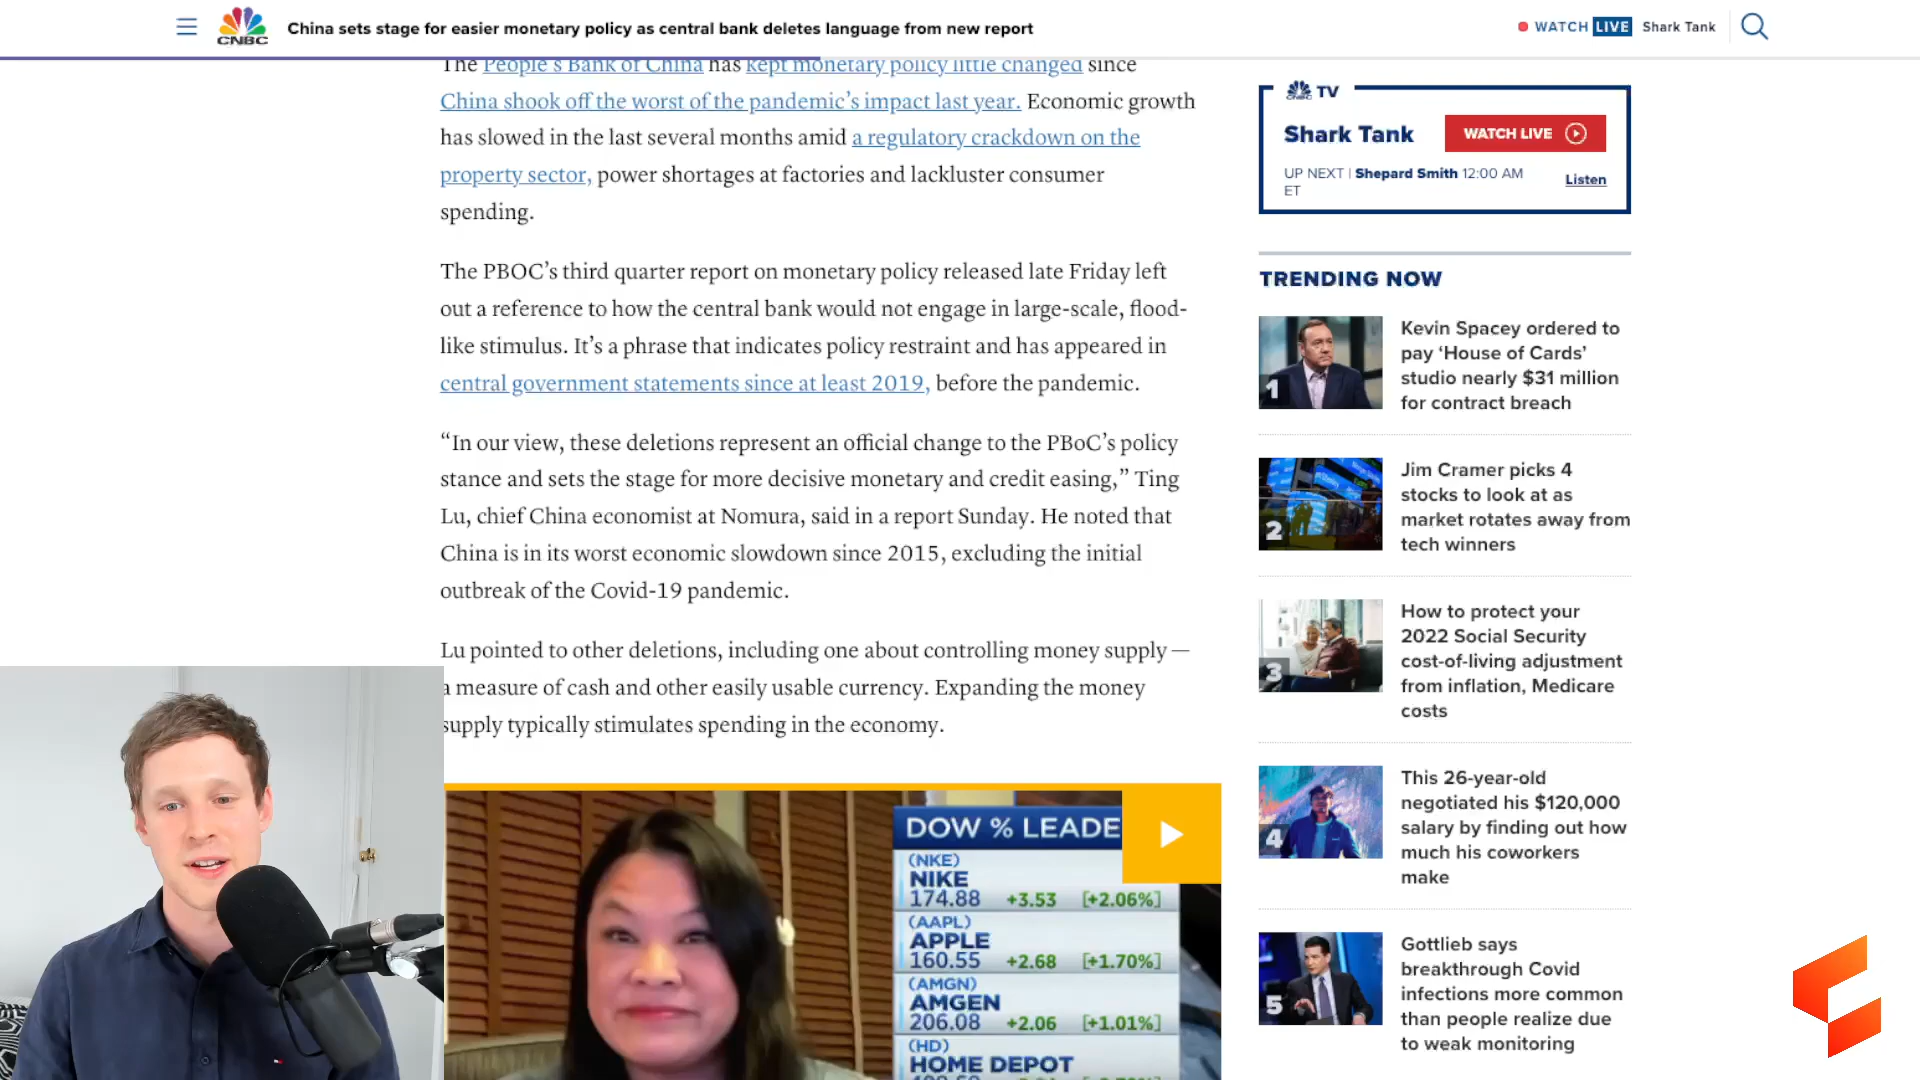 CNBC
China sets stage for easier monetary policy as central bank deletes language from new report
WATCH LIVE
Shark Tank
The People's Bank of China has kept monetary policy little changed since
China shook off the worst of the pandemic’s impact last year. Economic growth
has slowed in the last several months amid a regulatory crackdown on the
property sector, power shortages at factories and lackluster consumer
spending.
The PBOC’s third quarter report on monetary policy released late Friday left
out a reference to how the central bank would not engage in large-scale, flood-
like stimulus. It’s a phrase that indicates policy restraint and has appeared in
central government statements since at least 2019, before the pandemic.
“In our view, these deletions represent an official change to the PBoC’s policy
stance and sets the stage for more decisive monetary and credit easing,” Ting
Lu, chief China economist at Nomura, said in a report Sunday. He noted that
China is in its worst economic slowdown since 2015, excluding the initial
outbreak of the Covid-19 pandemic.
Lu pointed to other deletions, including one about controlling money supply —
a measure of cash and other easily usable currency. Expanding the money
supply typically stimulates spending in the economy.
DOW % LEADE
(NKE)
NIKE
174.88 +3.53 [+2.06%]
(AAPL)
APPLE
160.55 +2.68 [+1.70%]
(AMGN)
AMGEN
206.08 +2.06 [+1.01%]
(HD)
HOME DEPOT
CNBC TV
Shark Tank
WATCH LIVE
UP NEXT | Shepard Smith 12:00 AM
ET
Listen
TRENDING NOW
1
Kevin Spacey ordered to
pay ‘House of Cards’
studio nearly $31 million
for contract breach
2
Jim Cramer picks 4
stocks to look at as
market rotates away from
tech winners
3
How to protect your
2022 Social Security
cost-of-living adjustment
from inflation, Medicare
costs
4
This 26-year-old
negotiated his $120,000
salary by finding out how
much his coworkers
make
5
Gottlieb says
breakthrough Covid
infections more common
than people realize due
to weak monitoring